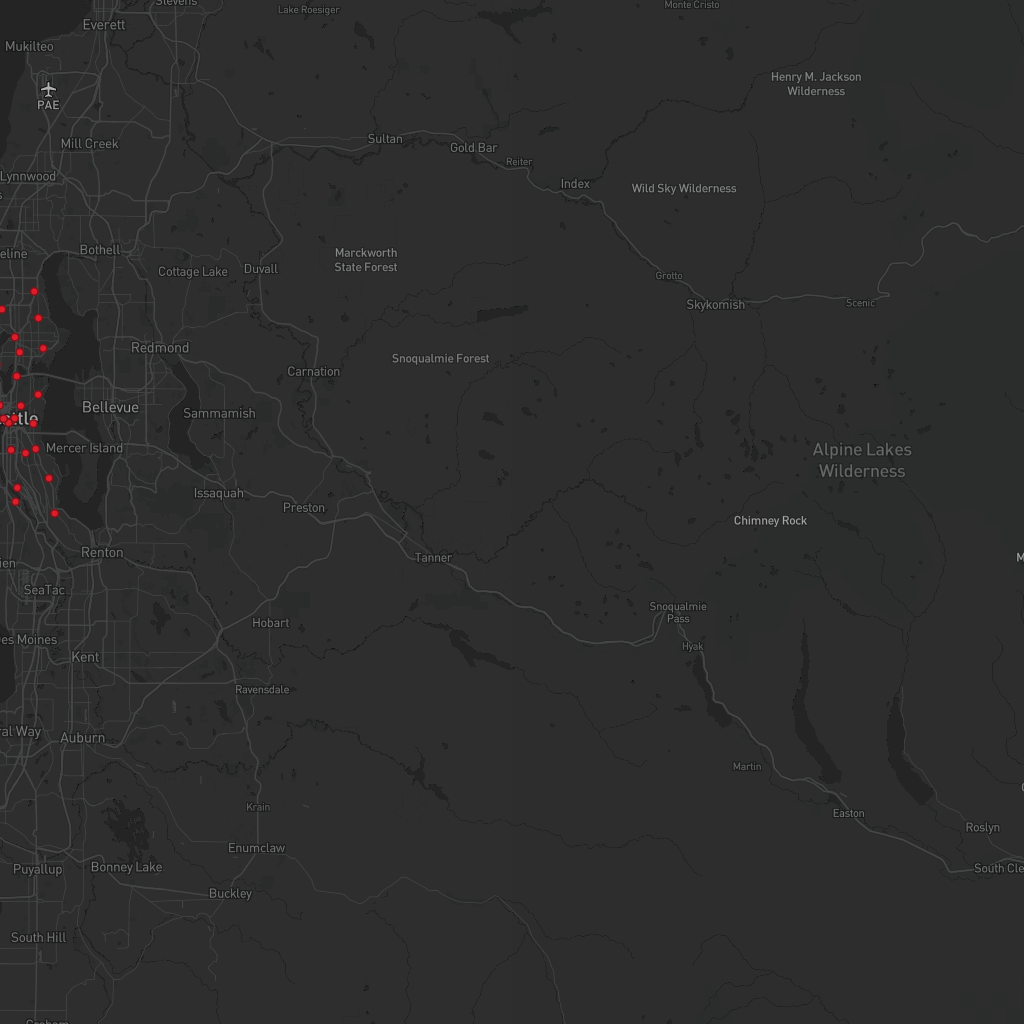 Stevens
Lake Roesiger
Monte Cristo
Everett
Mukilteo
Henry M. Jackson
Wilderness
PAE
Sultan
Mill Creek
Gold Bar
Reiter
Lynnwood
Index
Wild Sky Wilderness
s
eline
Bothell
Marckworth
State Forest
Cottage Lake
Duvall
Grotto
Skykomish
Scenic
Redmond
Snoqualmie Forest
Carnation
Bellevue
Sammamish
attle
Mercer Island
Alpine Lakes
Wilderness
Issaquah
Preston
Chimney Rock
Renton
Tanner
M
ien
SeaTac
Snoqualmie
Pass
Hobart
es Moines
Hyak
Kent
Ravensdale
ral Way
Auburn
Martin
Krain
Easton
Roslyn
Enumclaw
Puyallup
Bonney Lake
South Cle
Buckley
South Hill
Graham